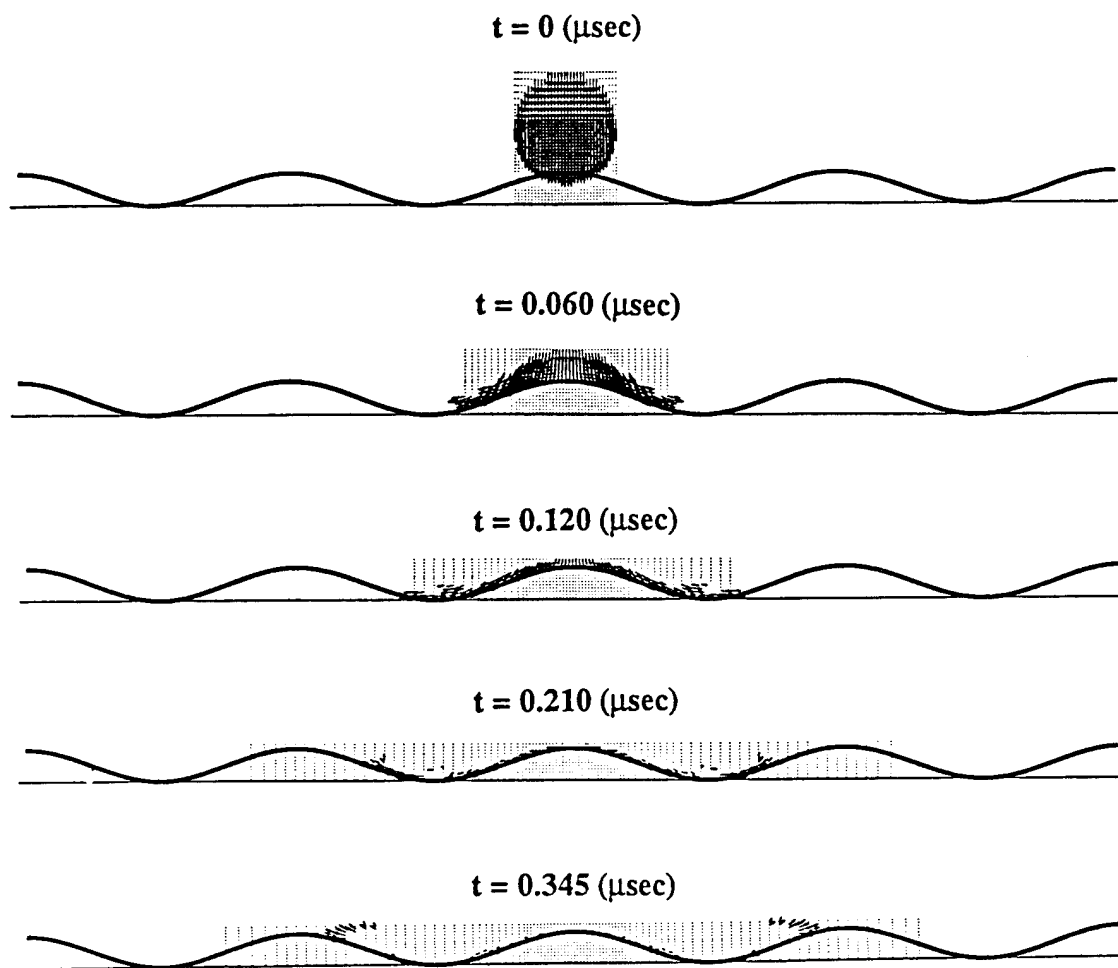 t = 0 (μsec)
t = 0.060 (μsec)
t = 0.120 (μsec)
t = 0.210 (μsec)
t = 0.345 (μsec)